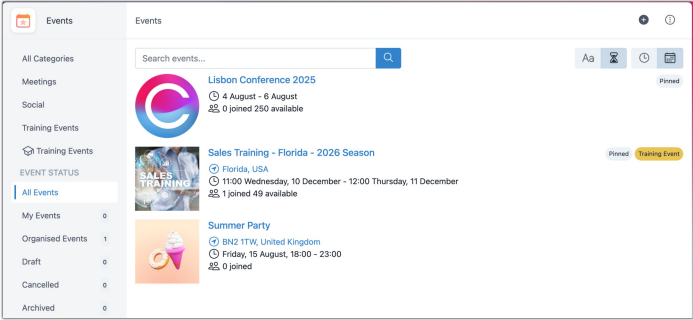 Events
Events
All Categories
Meetings
Social
Training Events
Training Events
EVENT STATUS
All Events
My Events 0
Organised Events 1
Draft 0
Cancelled 0
Archived 0
Search events...
Aa
Lisbon Conference 2025
Pinned
4 August - 6 August
0 joined 250 available
SALES
TRAINING
Sales Training - Florida - 2026 Season
Pinned Training Event
Florida, USA
11:00 Wednesday, 10 December - 12:00 Thursday, 11 December
1 joined 49 available
Summer Party
BN2 1TW, United Kingdom
Friday, 15 August, 18:00 - 23:00
0 joined